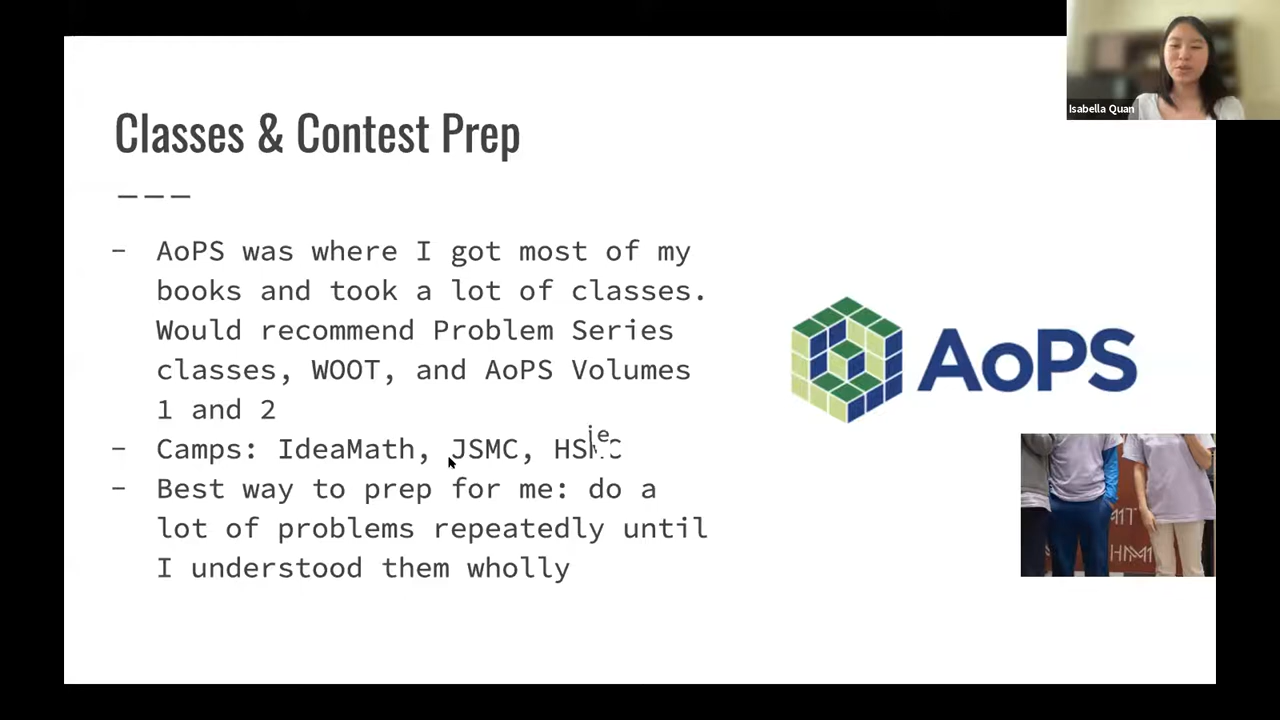 Isabella Quan
Classes & Contest Prep
- AoPS was where I got most of my
books and took a lot of classes.
Would recommend Problem Series
classes, WOOT, and AoPS Volumes
1 and 2
- Camps: IdeaMath, JSMC,
- Best way to prep for me: do a
lot of problems repeatedly until
I understood them wholly
AoPS
HMMT